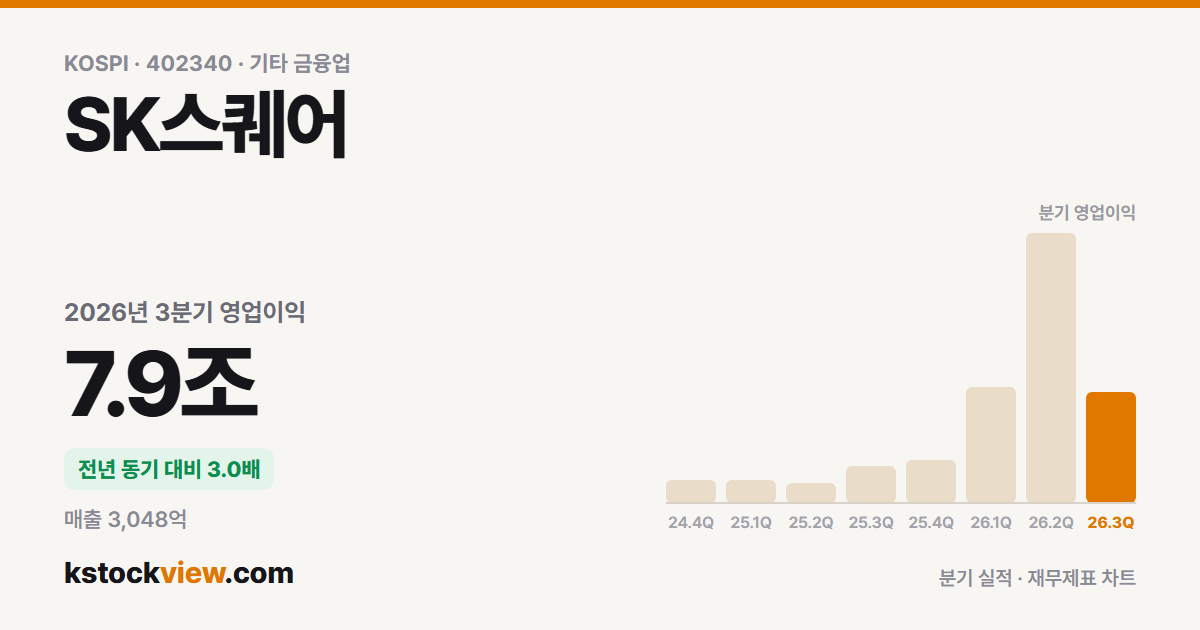 KOSPI · 402340 · 기타 금융업
SK스퀘어
분기 영업이익
2026년 3분기 영업이익
7.9조
전년 동기 대비 3.0배
매출 3,048억
24.4Q 25.1Q 25.2Q 25.3Q 25.4Q 26.1Q 26.2Q 26.3Q
kstockview.com
분기 실적 · 재무제표 차트